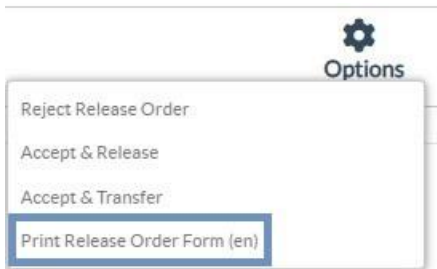 Options
Reject Release Order
Accept & Release
Accept & Transfer
Print Release Order Form (en)